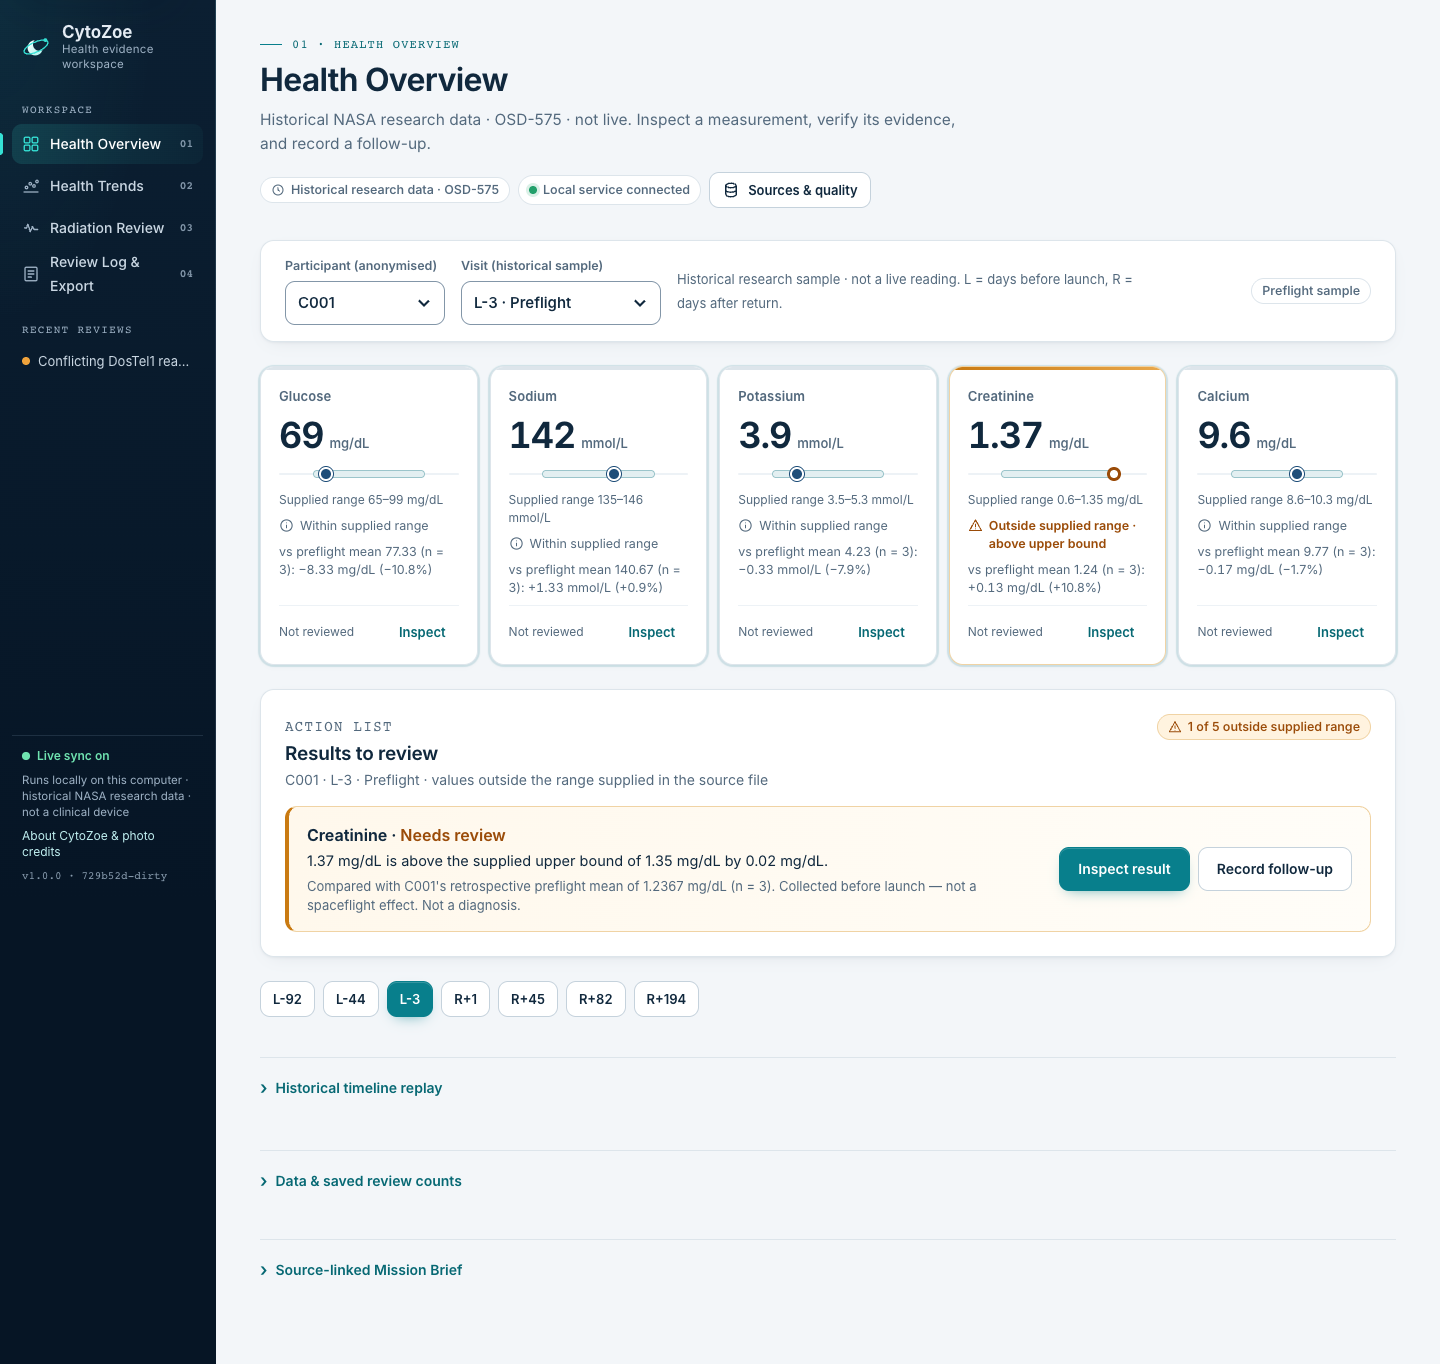 CytoZoe
Health evidence
workspace
WORKSPACE
Health Overview 01
Health Trends 02
Radiation Review 03
Review Log &
Export 04
RECENT REVIEWS
Conflicting DosTel1 rea...
Live sync on
Runs locally on this computer ·
historical NASA research data ·
not a clinical device
About CytoZoe & photo
credits
v1.0.0 · 729b52d-dirty
01 · HEALTH OVERVIEW
Health Overview
Historical NASA research data · OSD-575 · not live. Inspect a measurement, verify its evidence,
and record a follow-up.
Historical research data · OSD-575
Local service connected
Sources & quality
Participant (anonymised)
C001
Visit (historical sample)
L-3 · Preflight
Historical research sample · not a live reading. L = days before launch, R =
days after return.
Preflight sample
Glucose
69 mg/dL
Supplied range 65–99 mg/dL
Within supplied range
vs preflight mean 77.33 (n =
3): −8.33 mg/dL (−10.8%)
Not reviewed
Inspect
Sodium
142 mmol/L
Supplied range 135–146
mmol/L
Within supplied range
vs preflight mean 140.67 (n =
3): +1.33 mmol/L (+0.9%)
Not reviewed
Inspect
Potassium
3.9 mmol/L
Supplied range 3.5–5.3 mmol/L
Within supplied range
vs preflight mean 4.23 (n = 3):
−0.33 mmol/L (−7.9%)
Not reviewed
Inspect
Creatinine
1.37 mg/dL
Supplied range 0.6–1.35 mg/dL
Outside supplied range ·
above upper bound
vs preflight mean 1.24 (n = 3):
+0.13 mg/dL (+10.8%)
Not reviewed
Inspect
Calcium
9.6 mg/dL
Supplied range 8.6–10.3 mg/dL
Within supplied range
vs preflight mean 9.77 (n = 3):
−0.17 mg/dL (−1.7%)
Not reviewed
Inspect
ACTION LIST
1 of 5 outside supplied range
Results to review
C001 · L-3 · Preflight · values outside the range supplied in the source file
Creatinine · Needs review
1.37 mg/dL is above the supplied upper bound of 1.35 mg/dL by 0.02 mg/dL.
Compared with C001's retrospective preflight mean of 1.2367 mg/dL (n = 3). Collected before launch — not a
spaceflight effect. Not a diagnosis.
Inspect result
Record follow-up
L-92
L-44
L-3
R+1
R+45
R+82
R+194
Historical timeline replay
Data & saved review counts
Source-linked Mission Brief